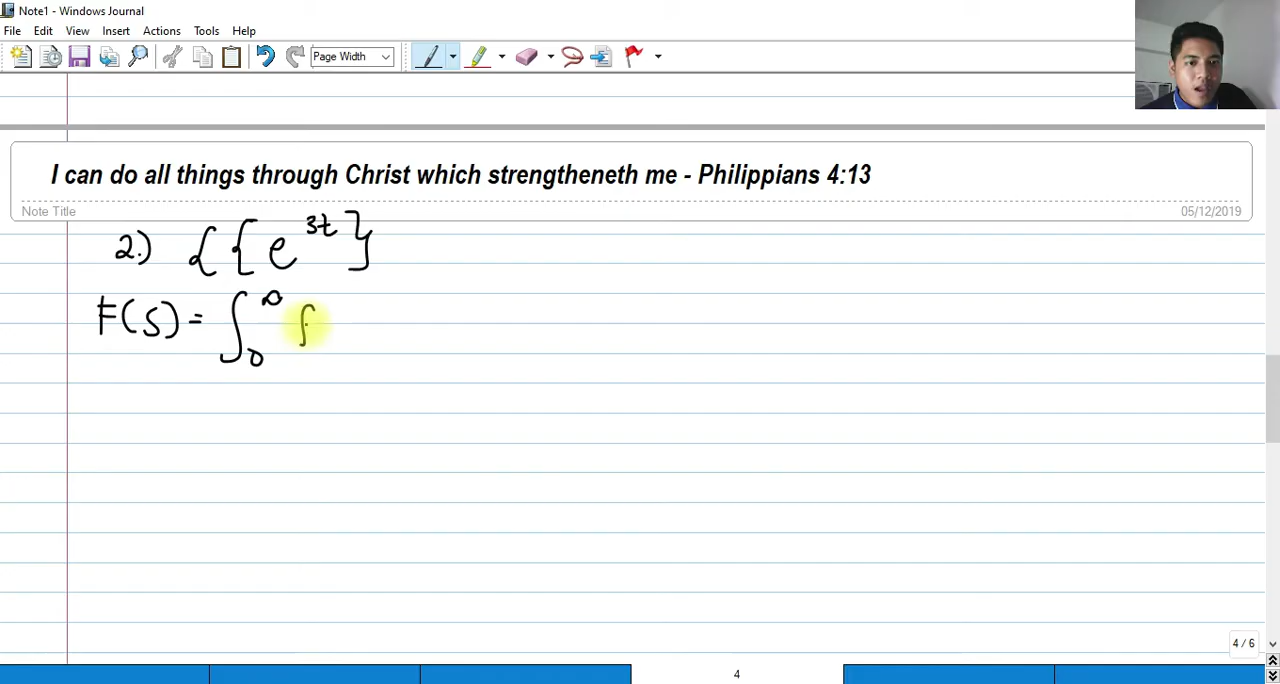 Note1 - Windows Journal
File Edit View Insert Actions Tools Help
Page Width
I can do all things through Christ which strengtheneth me - Philippians 4:13
Note Title
05/12/2019
2.) ℒ{e^{3t}}
F(s) = ∫_0^∞ f
4 / 6
4